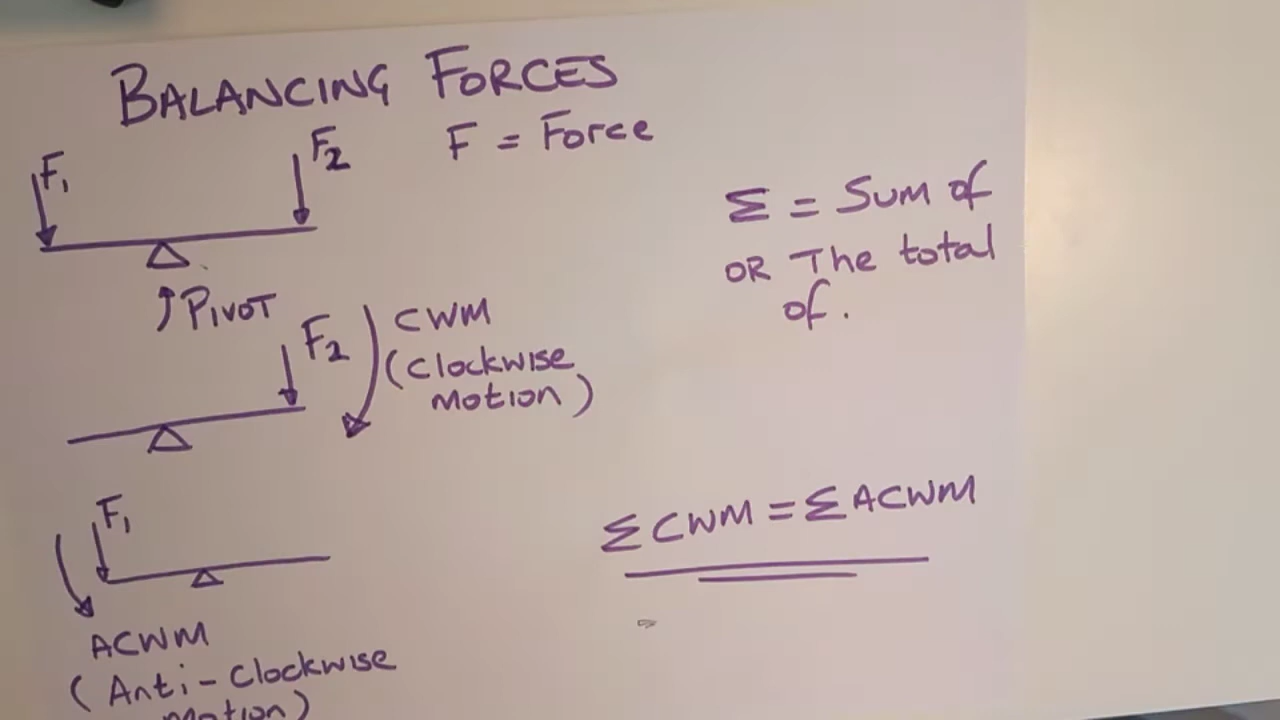 BALANCING FORCES
F = Force
F1
F2
Σ = Sum of
OR The total
of.
PIVOT
F2
CWM
(Clockwise
Motion)
F1
ΣCWM = ΣACWM
ACWM
(Anti-Clockwise
Motion)